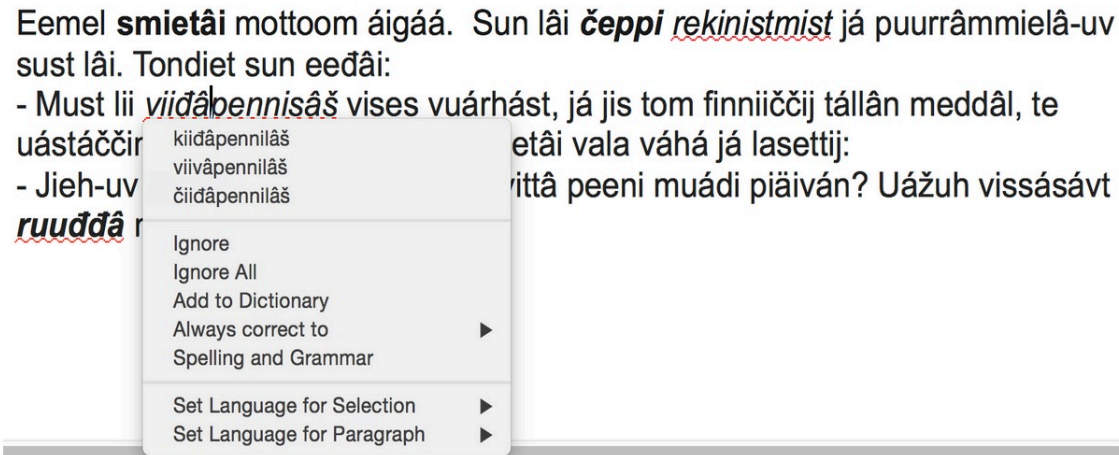 Eemel smietâi mottoom áigáá. Sun lâi čeppi rekinistmist já puurrâmmielâ-uv
sust lâi. Tondiet sun eeđâi:
- Must lii viiđâpennisâš vises vuárhást, já jis tom finniiččij tállân meddâl, te
uástáččir
kiiđâpennilâš
etâi vala váhá já lasettij:
viivâpennilâš
- Jieh-uv
čiiđâpennilâš
vittâ peeni muádi piäiván? Uážuh vissásávt
ruuđđâ
Ignore
Ignore All
Add to Dictionary
Always correct to
Spelling and Grammar
Set Language for Selection
Set Language for Paragraph